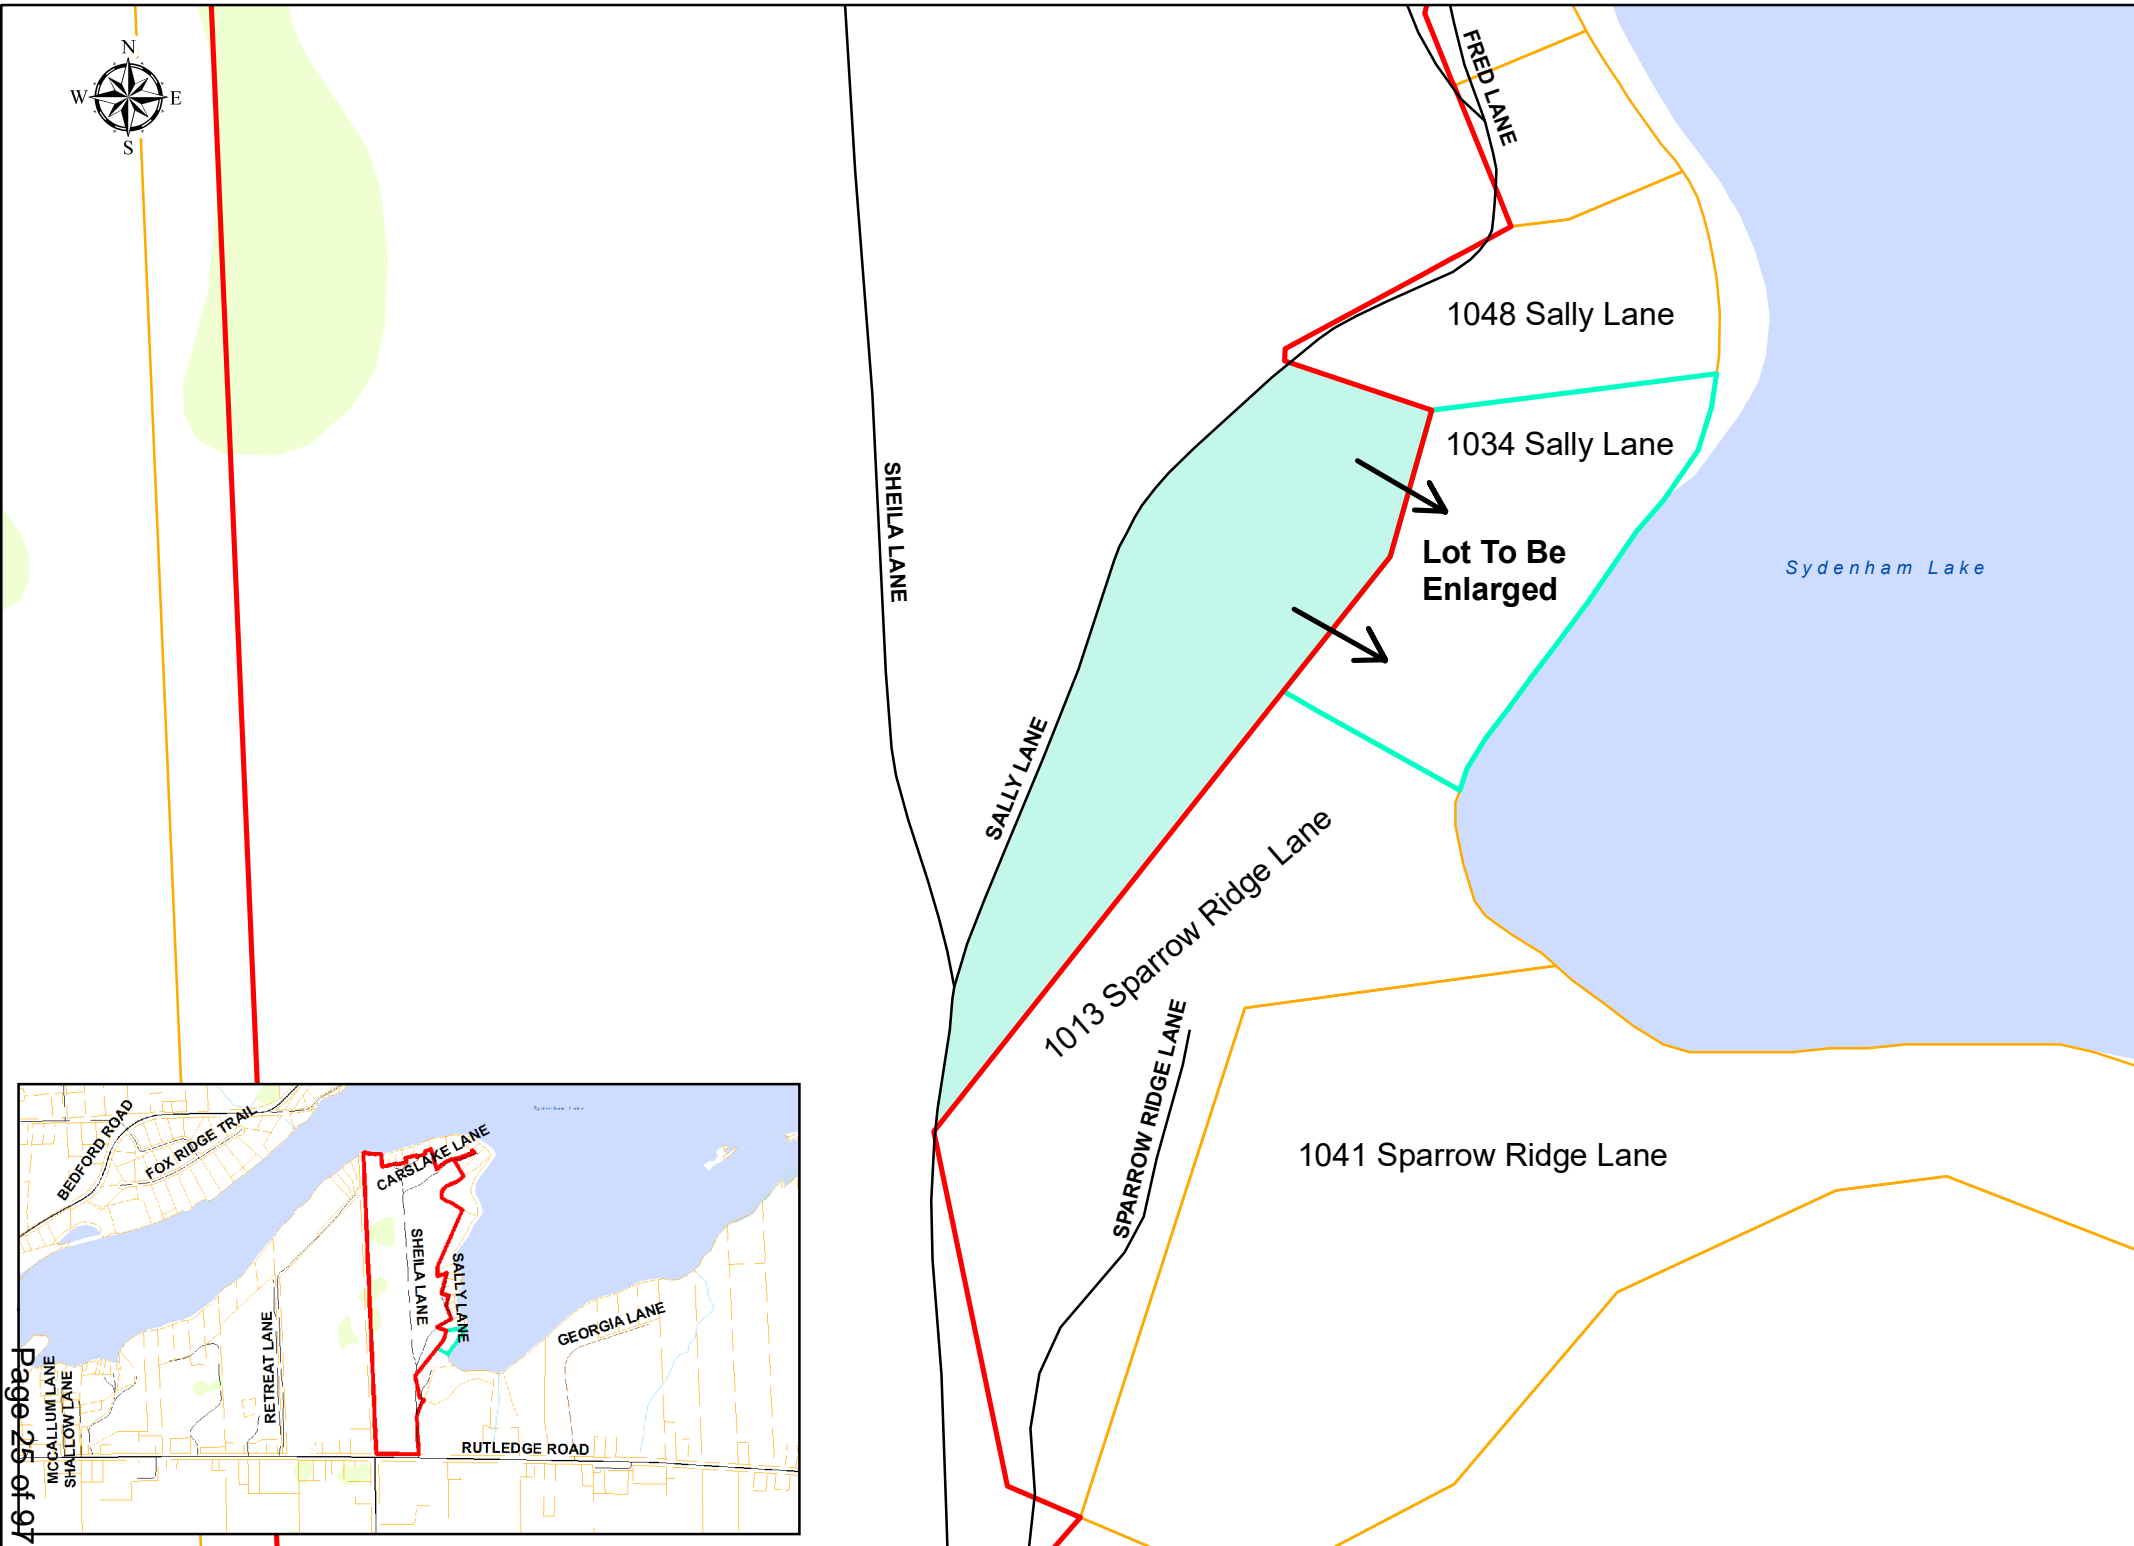 N
W
E
S
FRED LANE
1048 Sally Lane
1034 Sally Lane
SHEILA LANE
Lot To Be
Enlarged
Sydenham Lake
SALLY LANE
1013 Sparrow Ridge Lane
SPARROW RIDGE LANE
1041 Sparrow Ridge Lane
Sydenham Lake
BEDFORD ROAD
FOX RIDGE TRAIL
CARSLAKE LANE
SHEILA LANE
SALLY LANE
RETREAT LANE
GEORGIA LANE
MCCALLUM LANE
SHALLOW LANE
RUTLEDGE ROAD
Page 25 of 97